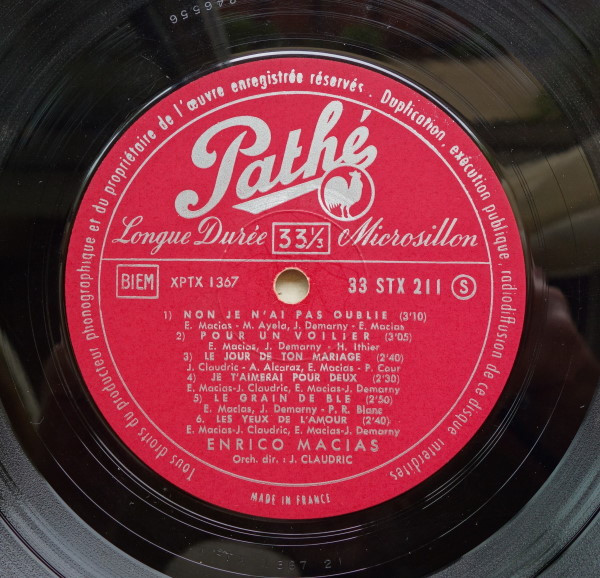 Tous droits du producteur phonographique et du propriétaire de l'œuvre enregistrée réservés. Duplication, exécution publique, radiodiffusion de ce disque interdites
Pathé
Longue Durée 33⅓ Microsillon
BIEM XPTX 1367 33 STX 211 S
1) NON JE N'AI PAS OUBLIE (3'10)
E. Macias - M. Ayela, J. Demarny - E. Macias
2) POUR UN VOILIER (3'05)
E. Macias, J. Demarny - H. Ithier
3) LE JOUR DE TON MARIAGE (2'40)
J. Claudric - A. Alcaraz, E. Macias - P. Cour
4) JE T'AIMERAI POUR DEUX (2'30)
E. Macias-J. Claudric, E. Macias-J. Demarny
5) LE GRAIN DE BLE (2'50)
E. Macias, J. Demarny - P. R. Blanc
6. LES YEUX DE L'AMOUR (2'40)
E. Macias-J. Claudric, E. Macias-J. Demarny
ENRICO MACIAS
Orch. dir. : J. CLAUDRIC
MADE IN FRANCE